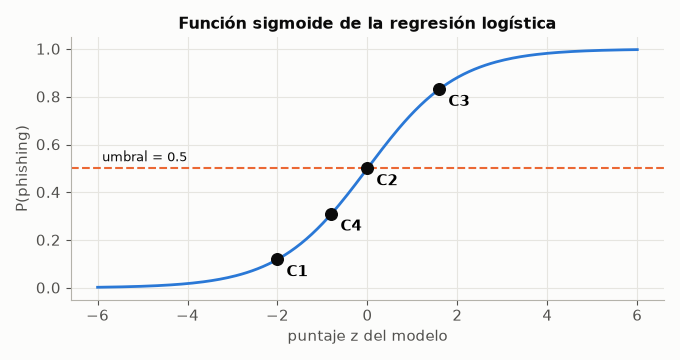 Función sigmoide de la regresión logística
P(phishing)
1.0
0.8
0.6
0.4
0.2
0.0
umbral = 0.5
C3
C2
C4
C1
−6
−4
−2
0
2
4
6
puntaje z del modelo